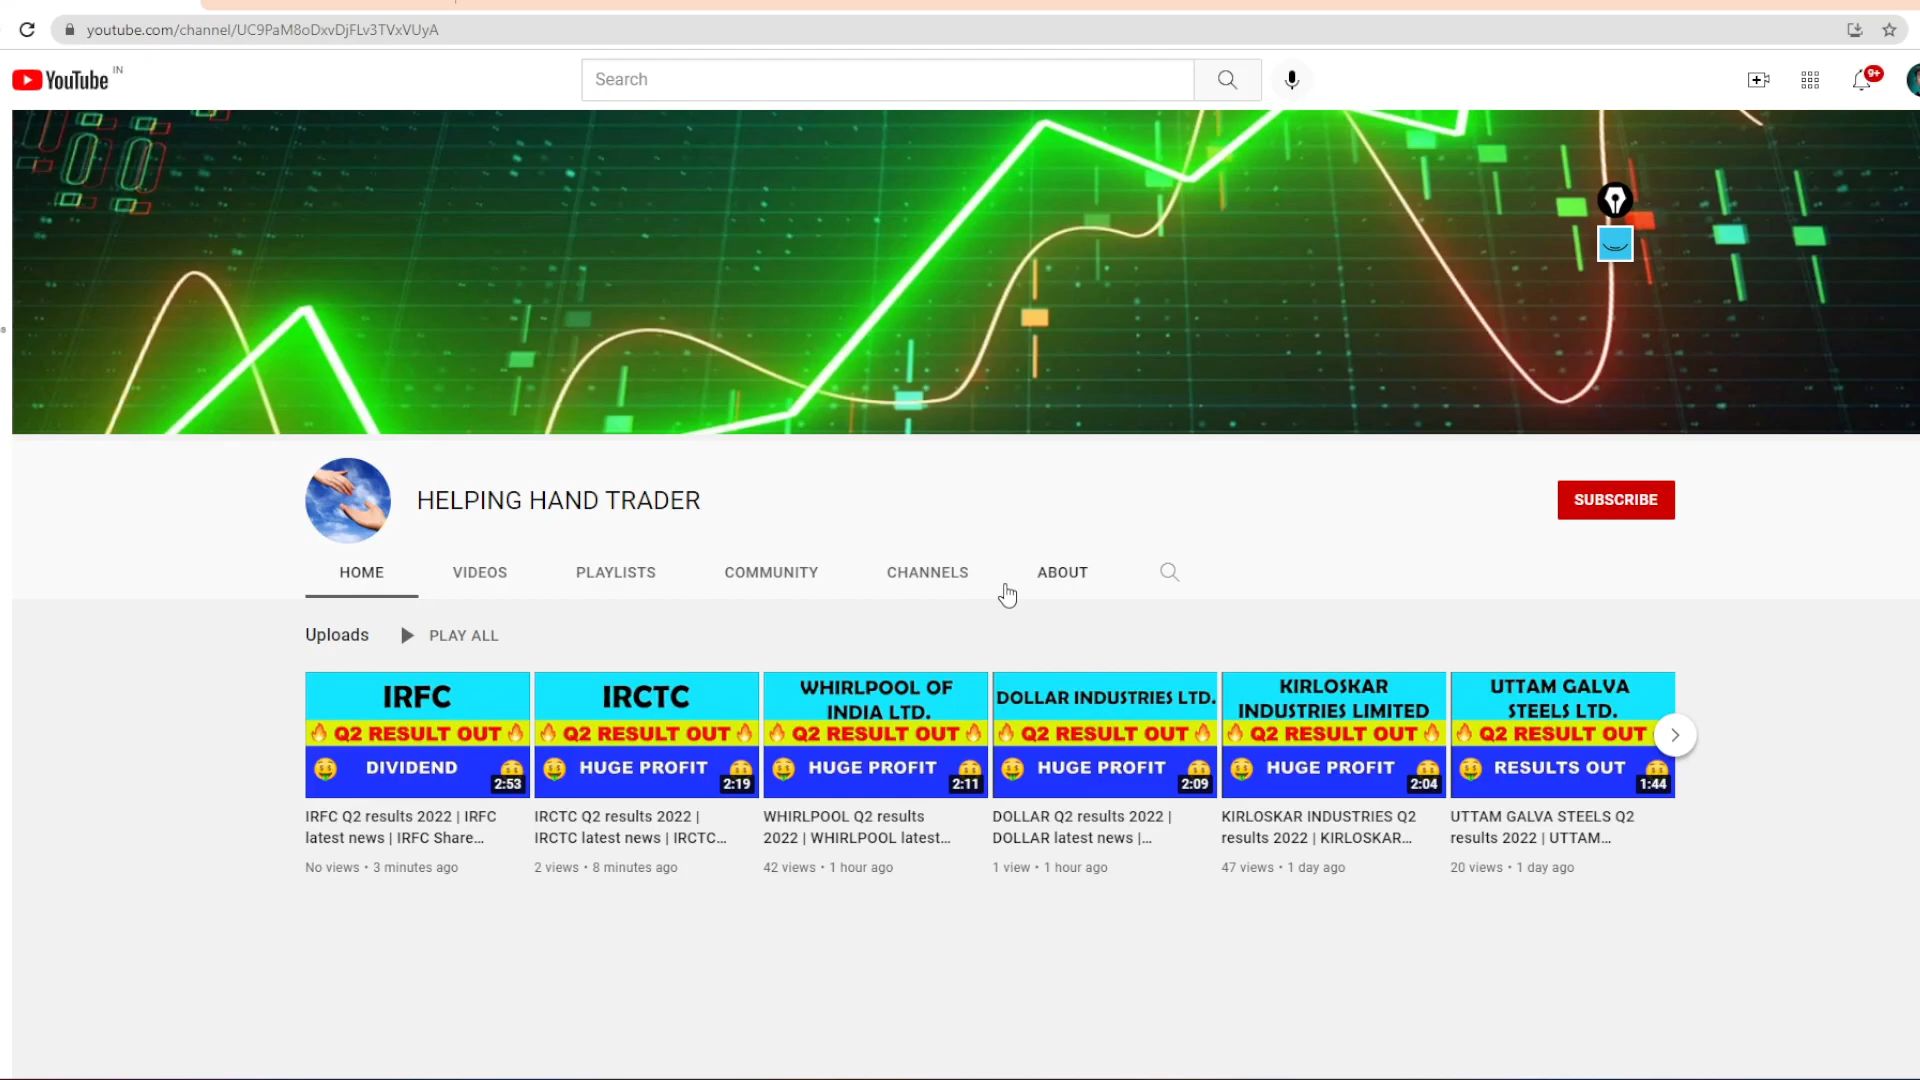 youtube.com/channel/UC9PaM8oDxvDjFLv3TVxVUyA
YouTube IN
Search
9+
HELPING HAND TRADER
SUBSCRIBE
HOME VIDEOS PLAYLISTS COMMUNITY CHANNELS ABOUT
Uploads PLAY ALL
IRFC
Q2 RESULT OUT
DIVIDEND
2:53
IRFC Q2 results 2022 | IRFC
latest news | IRFC Share...
No views • 3 minutes ago
IRCTC
Q2 RESULT OUT
HUGE PROFIT
2:19
IRCTC Q2 results 2022 |
IRCTC latest news | IRCTC...
2 views • 8 minutes ago
WHIRLPOOL OF
INDIA LTD.
Q2 RESULT OUT
HUGE PROFIT
2:11
WHIRLPOOL Q2 results
2022 | WHIRLPOOL latest...
42 views • 1 hour ago
DOLLAR INDUSTRIES LTD.
Q2 RESULT OUT
HUGE PROFIT
2:09
DOLLAR Q2 results 2022 |
DOLLAR latest news |...
1 view • 1 hour ago
KIRLOSKAR
INDUSTRIES LIMITED
Q2 RESULT OUT
HUGE PROFIT
2:04
KIRLOSKAR INDUSTRIES Q2
results 2022 | KIRLOSKAR...
47 views • 1 day ago
UTTAM GALVA
STEELS LTD.
Q2 RESULT OUT
RESULTS OUT
1:44
UTTAM GALVA STEELS Q2
results 2022 | UTTAM...
20 views • 1 day ago